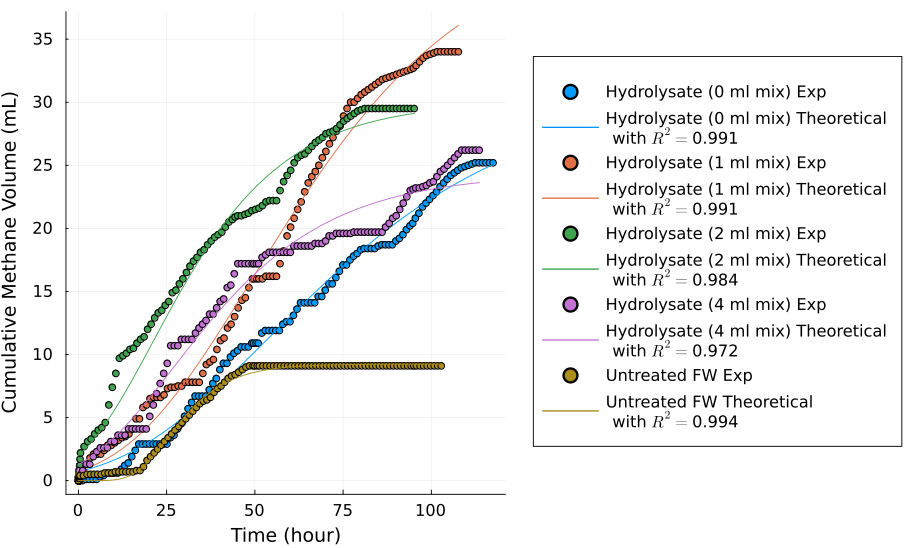 Cumulative Methane Volume (mL)
35
30
25
20
15
10
5
0
0 25 50 75 100
Time (hour)
Hydrolysate (0 ml mix) Exp
Hydrolysate (0 ml mix) Theoretical
with R² = 0.991
Hydrolysate (1 ml mix) Exp
Hydrolysate (1 ml mix) Theoretical
with R² = 0.991
Hydrolysate (2 ml mix) Exp
Hydrolysate (2 ml mix) Theoretical
with R² = 0.984
Hydrolysate (4 ml mix) Exp
Hydrolysate (4 ml mix) Theoretical
with R² = 0.972
Untreated FW Exp
Untreated FW Theoretical
with R² = 0.994